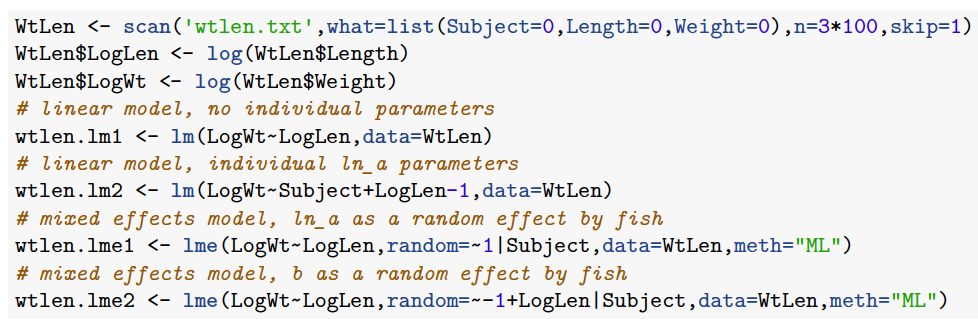 WtLen <- scan('wtlen.txt',what=list(Subject=0,Length=0,Weight=0),n=3*100,skip=1)
WtLen$LogLen <- log(WtLen$Length)
WtLen$LogWt <- log(WtLen$Weight)
# linear model, no individual parameters
wtlen.lm1 <- lm(LogWt~LogLen,data=WtLen)
# linear model, individual ln_a parameters
wtlen.lm2 <- lm(LogWt~Subject+LogLen-1,data=WtLen)
# mixed effects model, ln_a as a random effect by fish
wtlen.lme1 <- lme(LogWt~LogLen,random=~1|Subject,data=WtLen,meth="ML")
# mixed effects model, b as a random effect by fish
wtlen.lme2 <- lme(LogWt~LogLen,random=~-1+LogLen|Subject,data=WtLen,meth="ML")